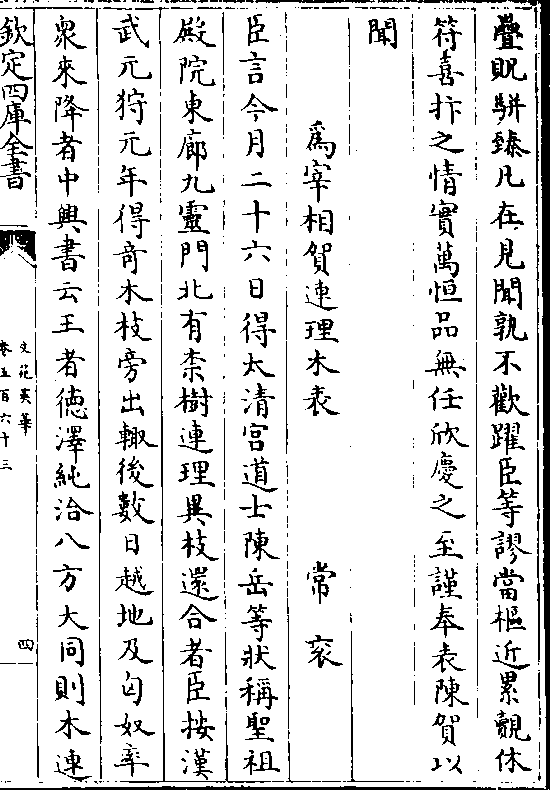 疊貺駢臻凡在見聞孰不歡躍臣等謬當樞近累覩休
符喜抃之情實萬恒品無任欣慶之至謹奉表陳賀以
聞
為宰相賀連理木表 常衮
臣言今月二十六日得太清宫道士陳岳等狀稱聖祖
殿院東廊九靈門北有柰樹連理異枝還合者臣按漢
武元狩元年得竒木枝旁出輙後數日越地及匈奴率
衆來降者中興書云王者徳澤純洽八方大同則木連
欽定四庫全書
文苑英華
卷五百六十三
四